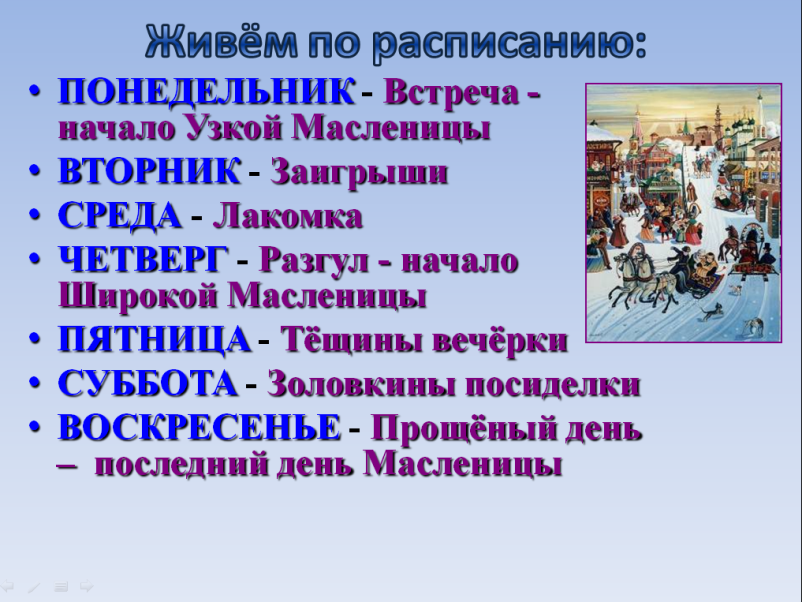 Живём по расписанию:
• ПОНЕДЕЛЬНИК - Встреча -
начало Узкой Масленицы
• ВТОРНИК - Заигрыши
• СРЕДА - Лакомка
• ЧЕТВЕРГ - Разгул - начало
Широкой Масленицы
• ПЯТНИЦА - Тёщины вечёрки
• СУББОТА - Золовкины посиделки
• ВОСКРЕСЕНЬЕ - Прощёный день
– последний день Масленицы